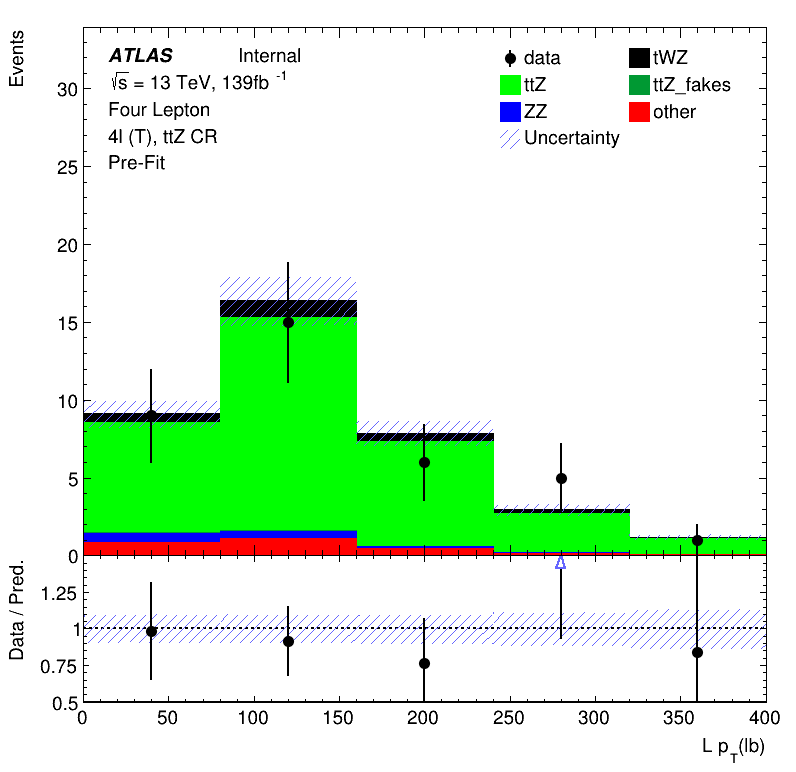 Events
ATLAS Internal
√s = 13 TeV, 139fb⁻¹
Four Lepton
4l (T), ttZ CR
Pre-Fit
data tWZ
ttZ ttZ_fakes
ZZ other
Uncertainty
30
25
20
15
10
5
0
Data / Pred.
1.25
1
0.75
0.5
0 50 100 150 200 250 300 350 400
L p_T(lb)